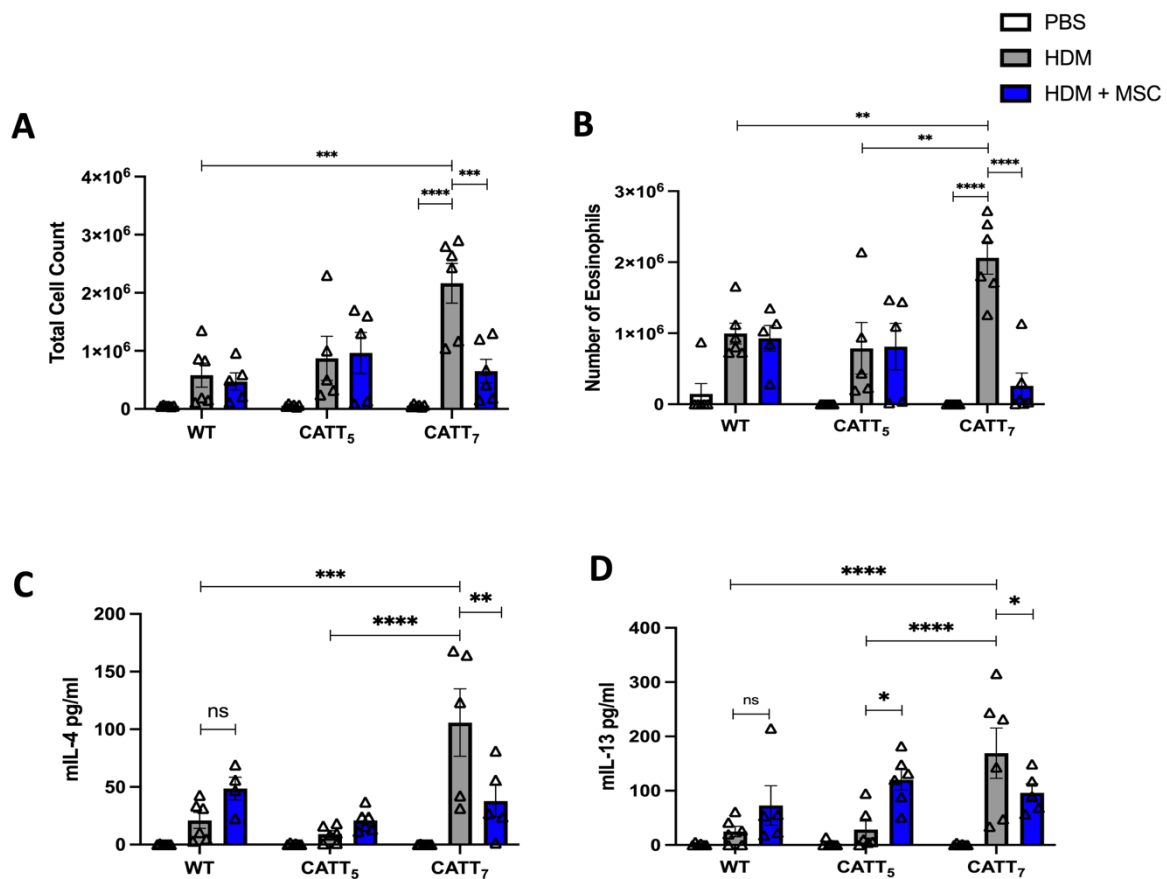 PBS
HDM
HDM + MSC
A
***
***
****
4×10⁶
3×10⁶
2×10⁶
1×10⁶
0
Total Cell Count
WT
CATT₅
CATT₇
B
**
**
****
****
3×10⁶
2×10⁶
1×10⁶
0
Number of Eosinophils
WT
CATT₅
CATT₇
C
***
**
****
ns
200
150
100
50
0
mIL-4 pg/ml
WT
CATT₅
CATT₇
D
****
*
****
*
ns
400
300
200
100
0
mIL-13 pg/ml
WT
CATT₅
CATT₇